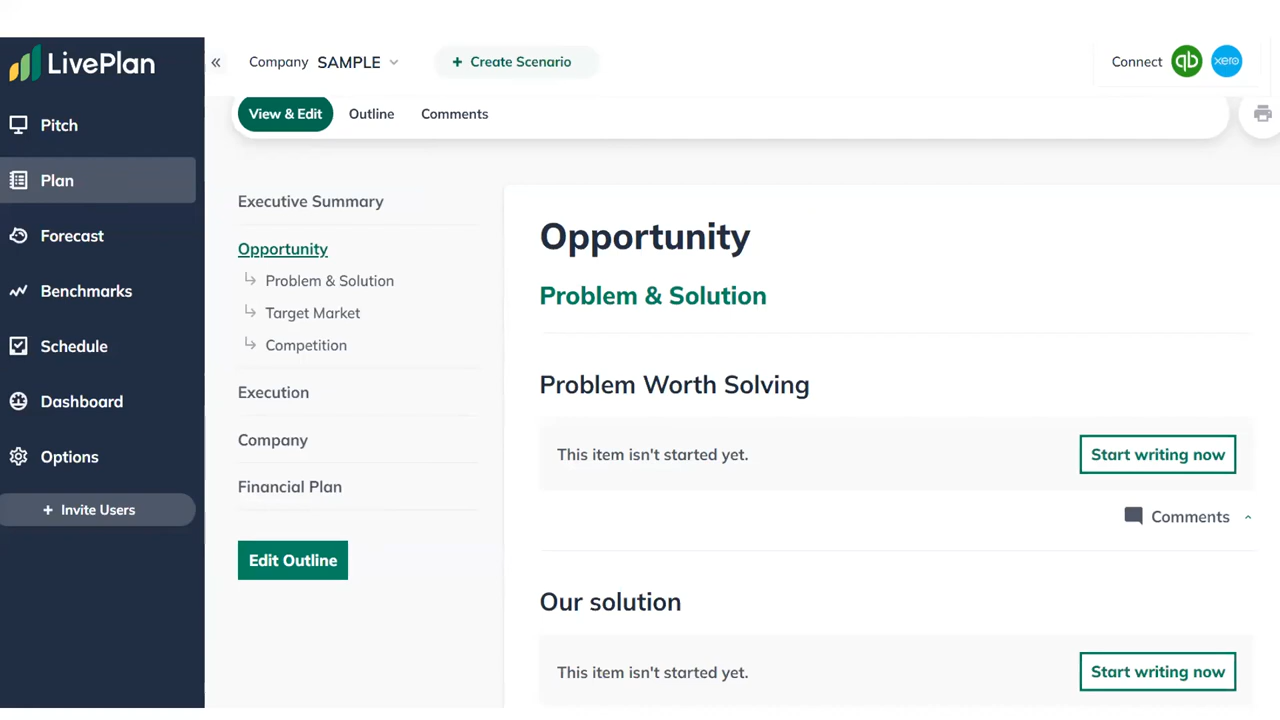 LivePlan
Company SAMPLE
+ Create Scenario
Connect
qb
xero
Pitch
Plan
Forecast
Benchmarks
Schedule
Dashboard
Options
+ Invite Users
View & Edit
Outline
Comments
Executive Summary
Opportunity
Problem & Solution
Target Market
Competition
Execution
Company
Financial Plan
Edit Outline
Opportunity
Problem & Solution
Problem Worth Solving
This item isn't started yet.
Start writing now
Comments
Our solution
This item isn't started yet.
Start writing now